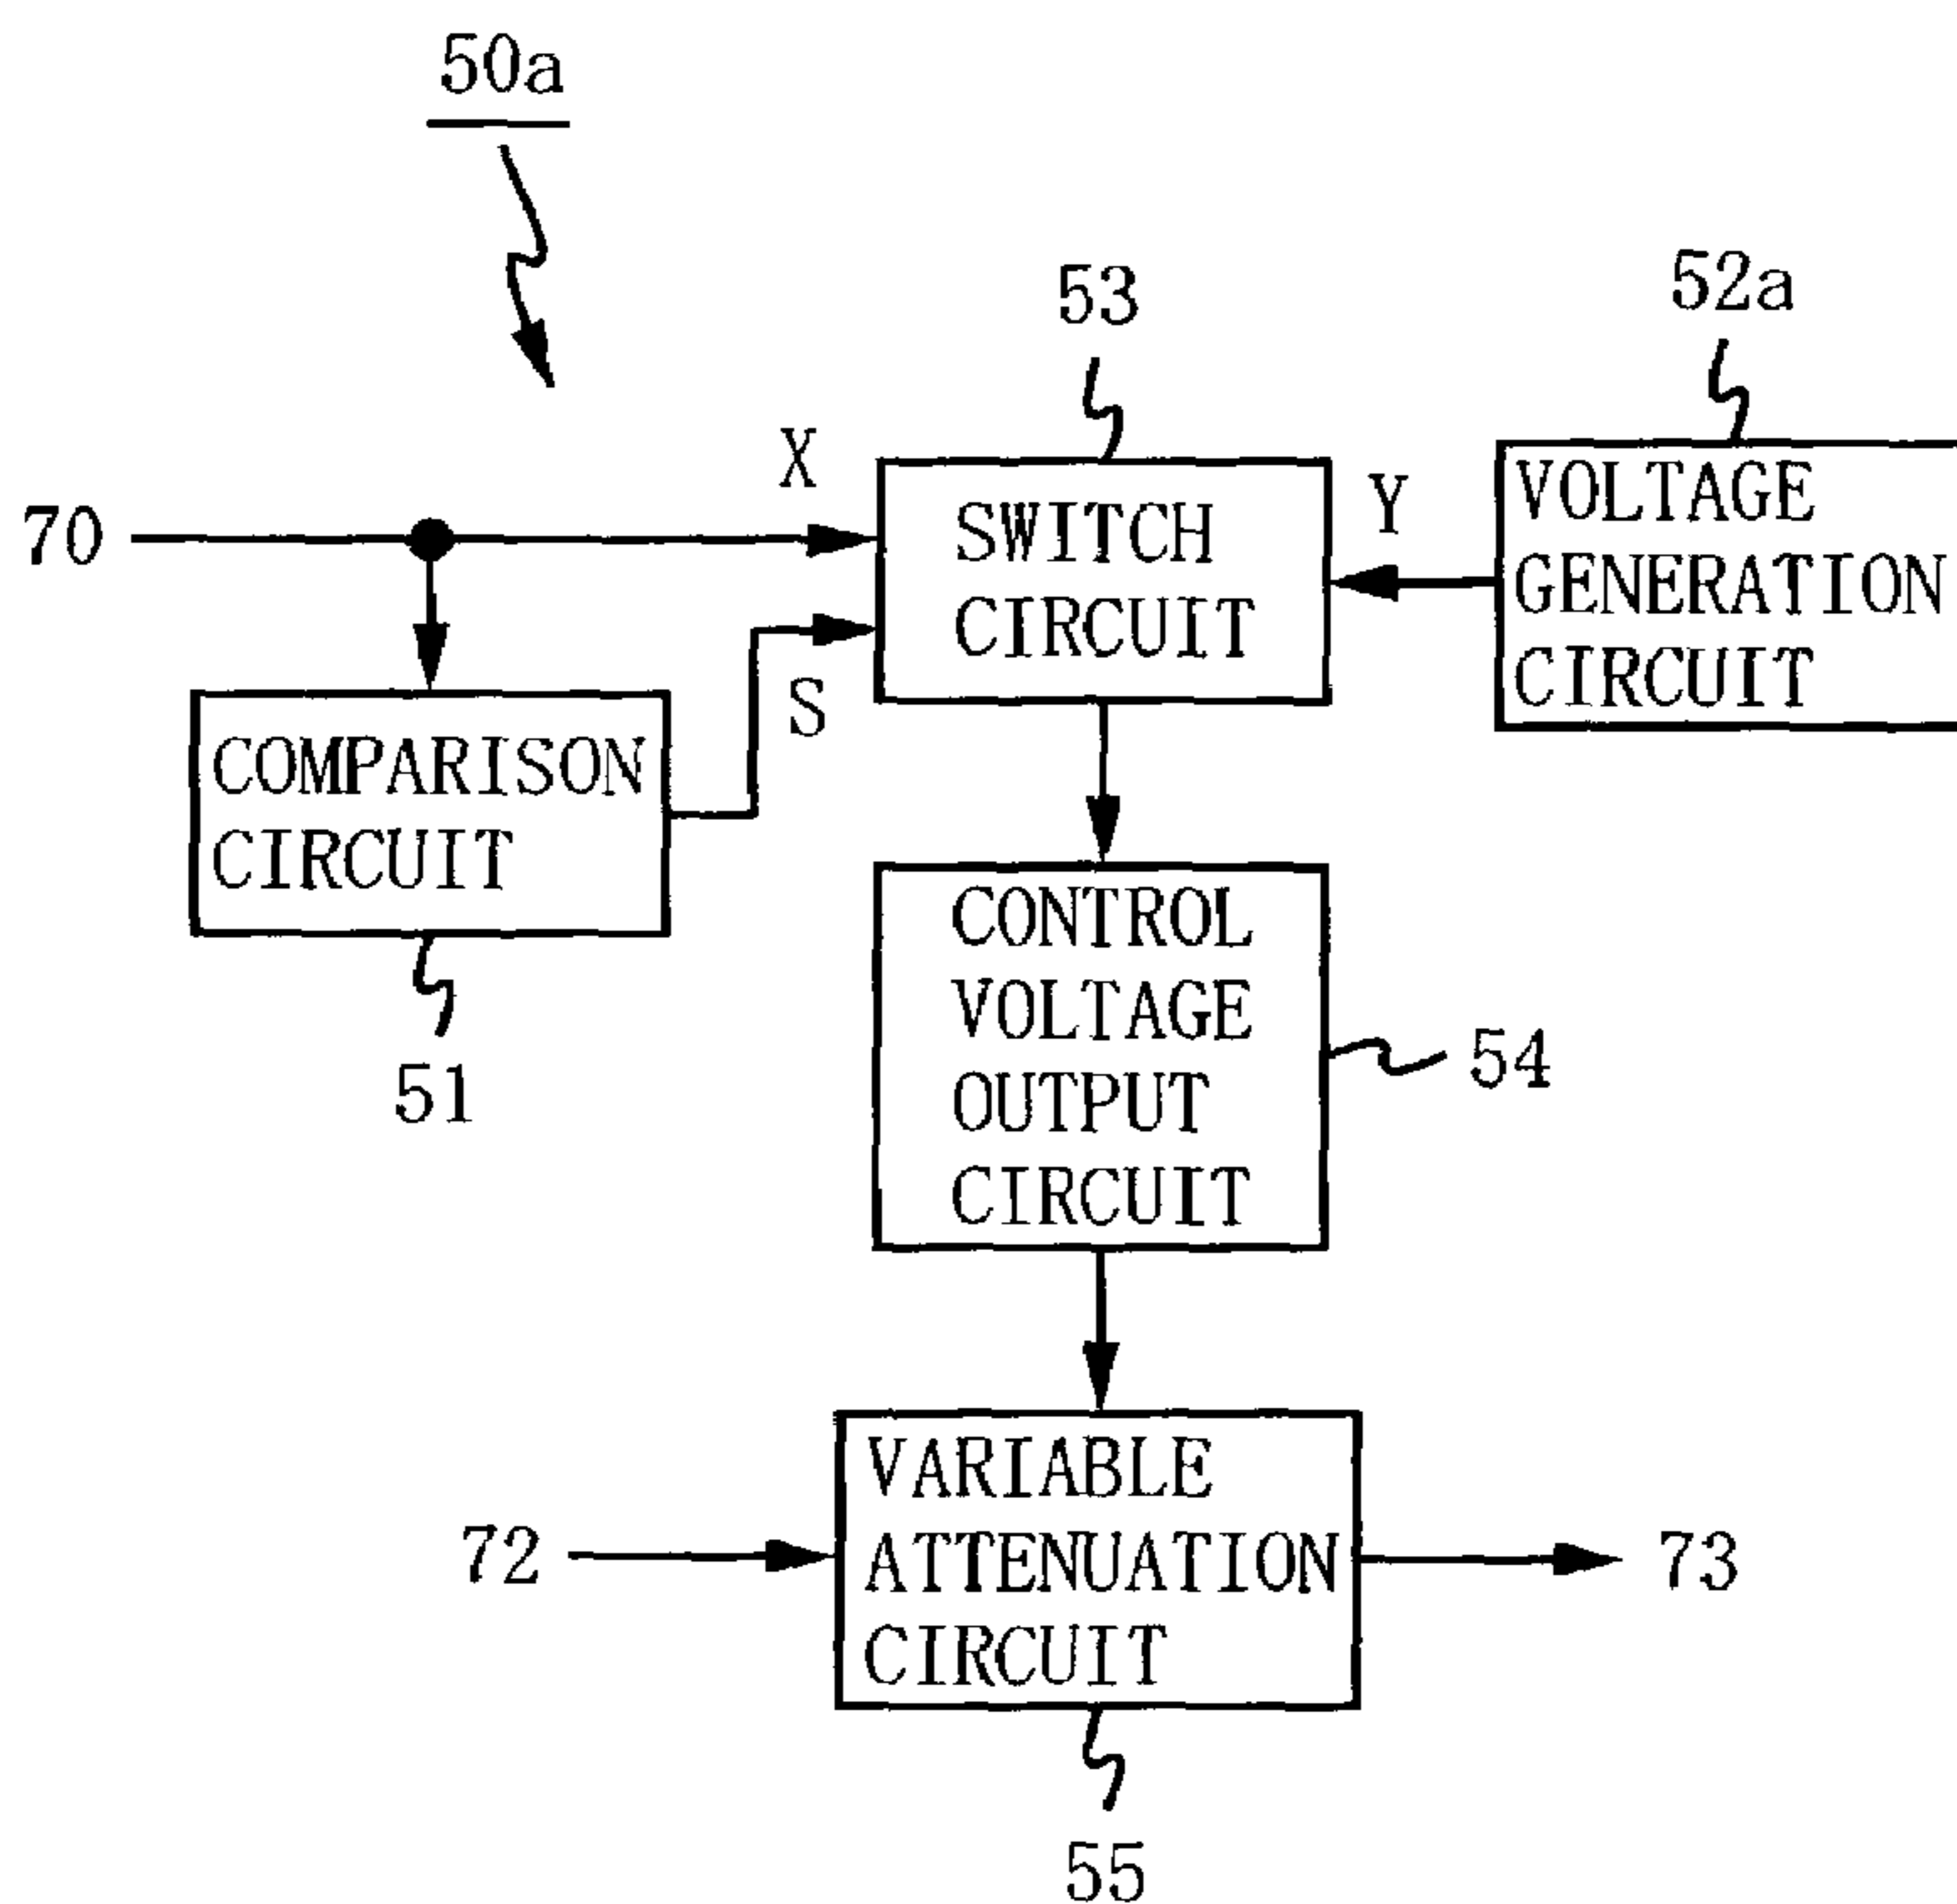 50a
53
52a
X
70
SWITCH
CIRCUIT
Y
VOLTAGE
GENERATION
CIRCUIT
S
COMPARISON
CIRCUIT
51
CONTROL
VOLTAGE
OUTPUT
CIRCUIT
54
VARIABLE
ATTENUATION
CIRCUIT
72
73
55